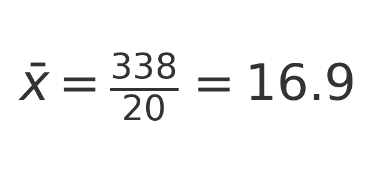 x̄ = 338/20 = 16.9